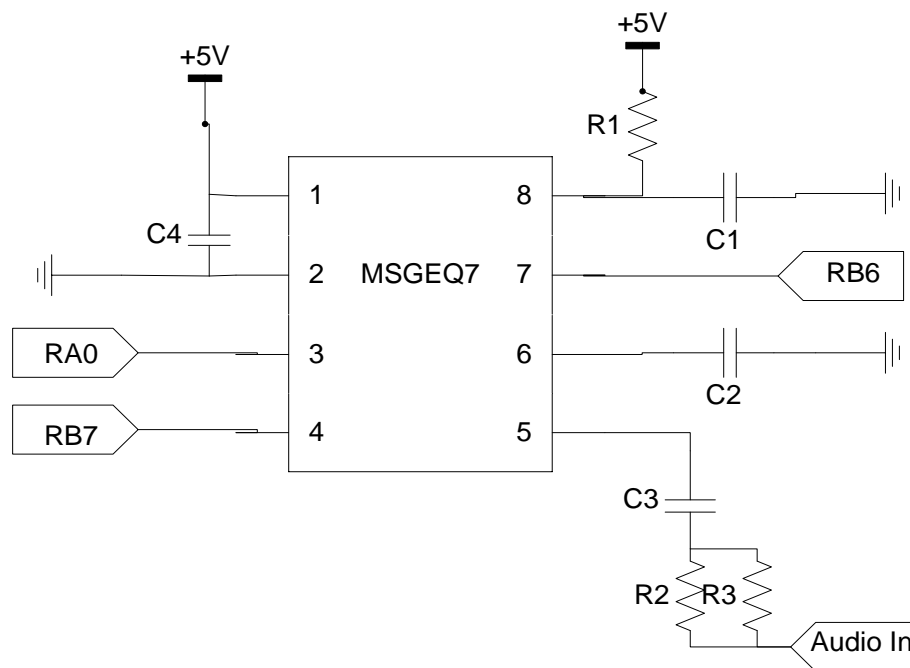 +5V
+5V
R1
1
8
C4
C1
2
MSGEQ7
7
RB6
RA0
3
6
C2
RB7
4
5
C3
R2
R3
Audio In